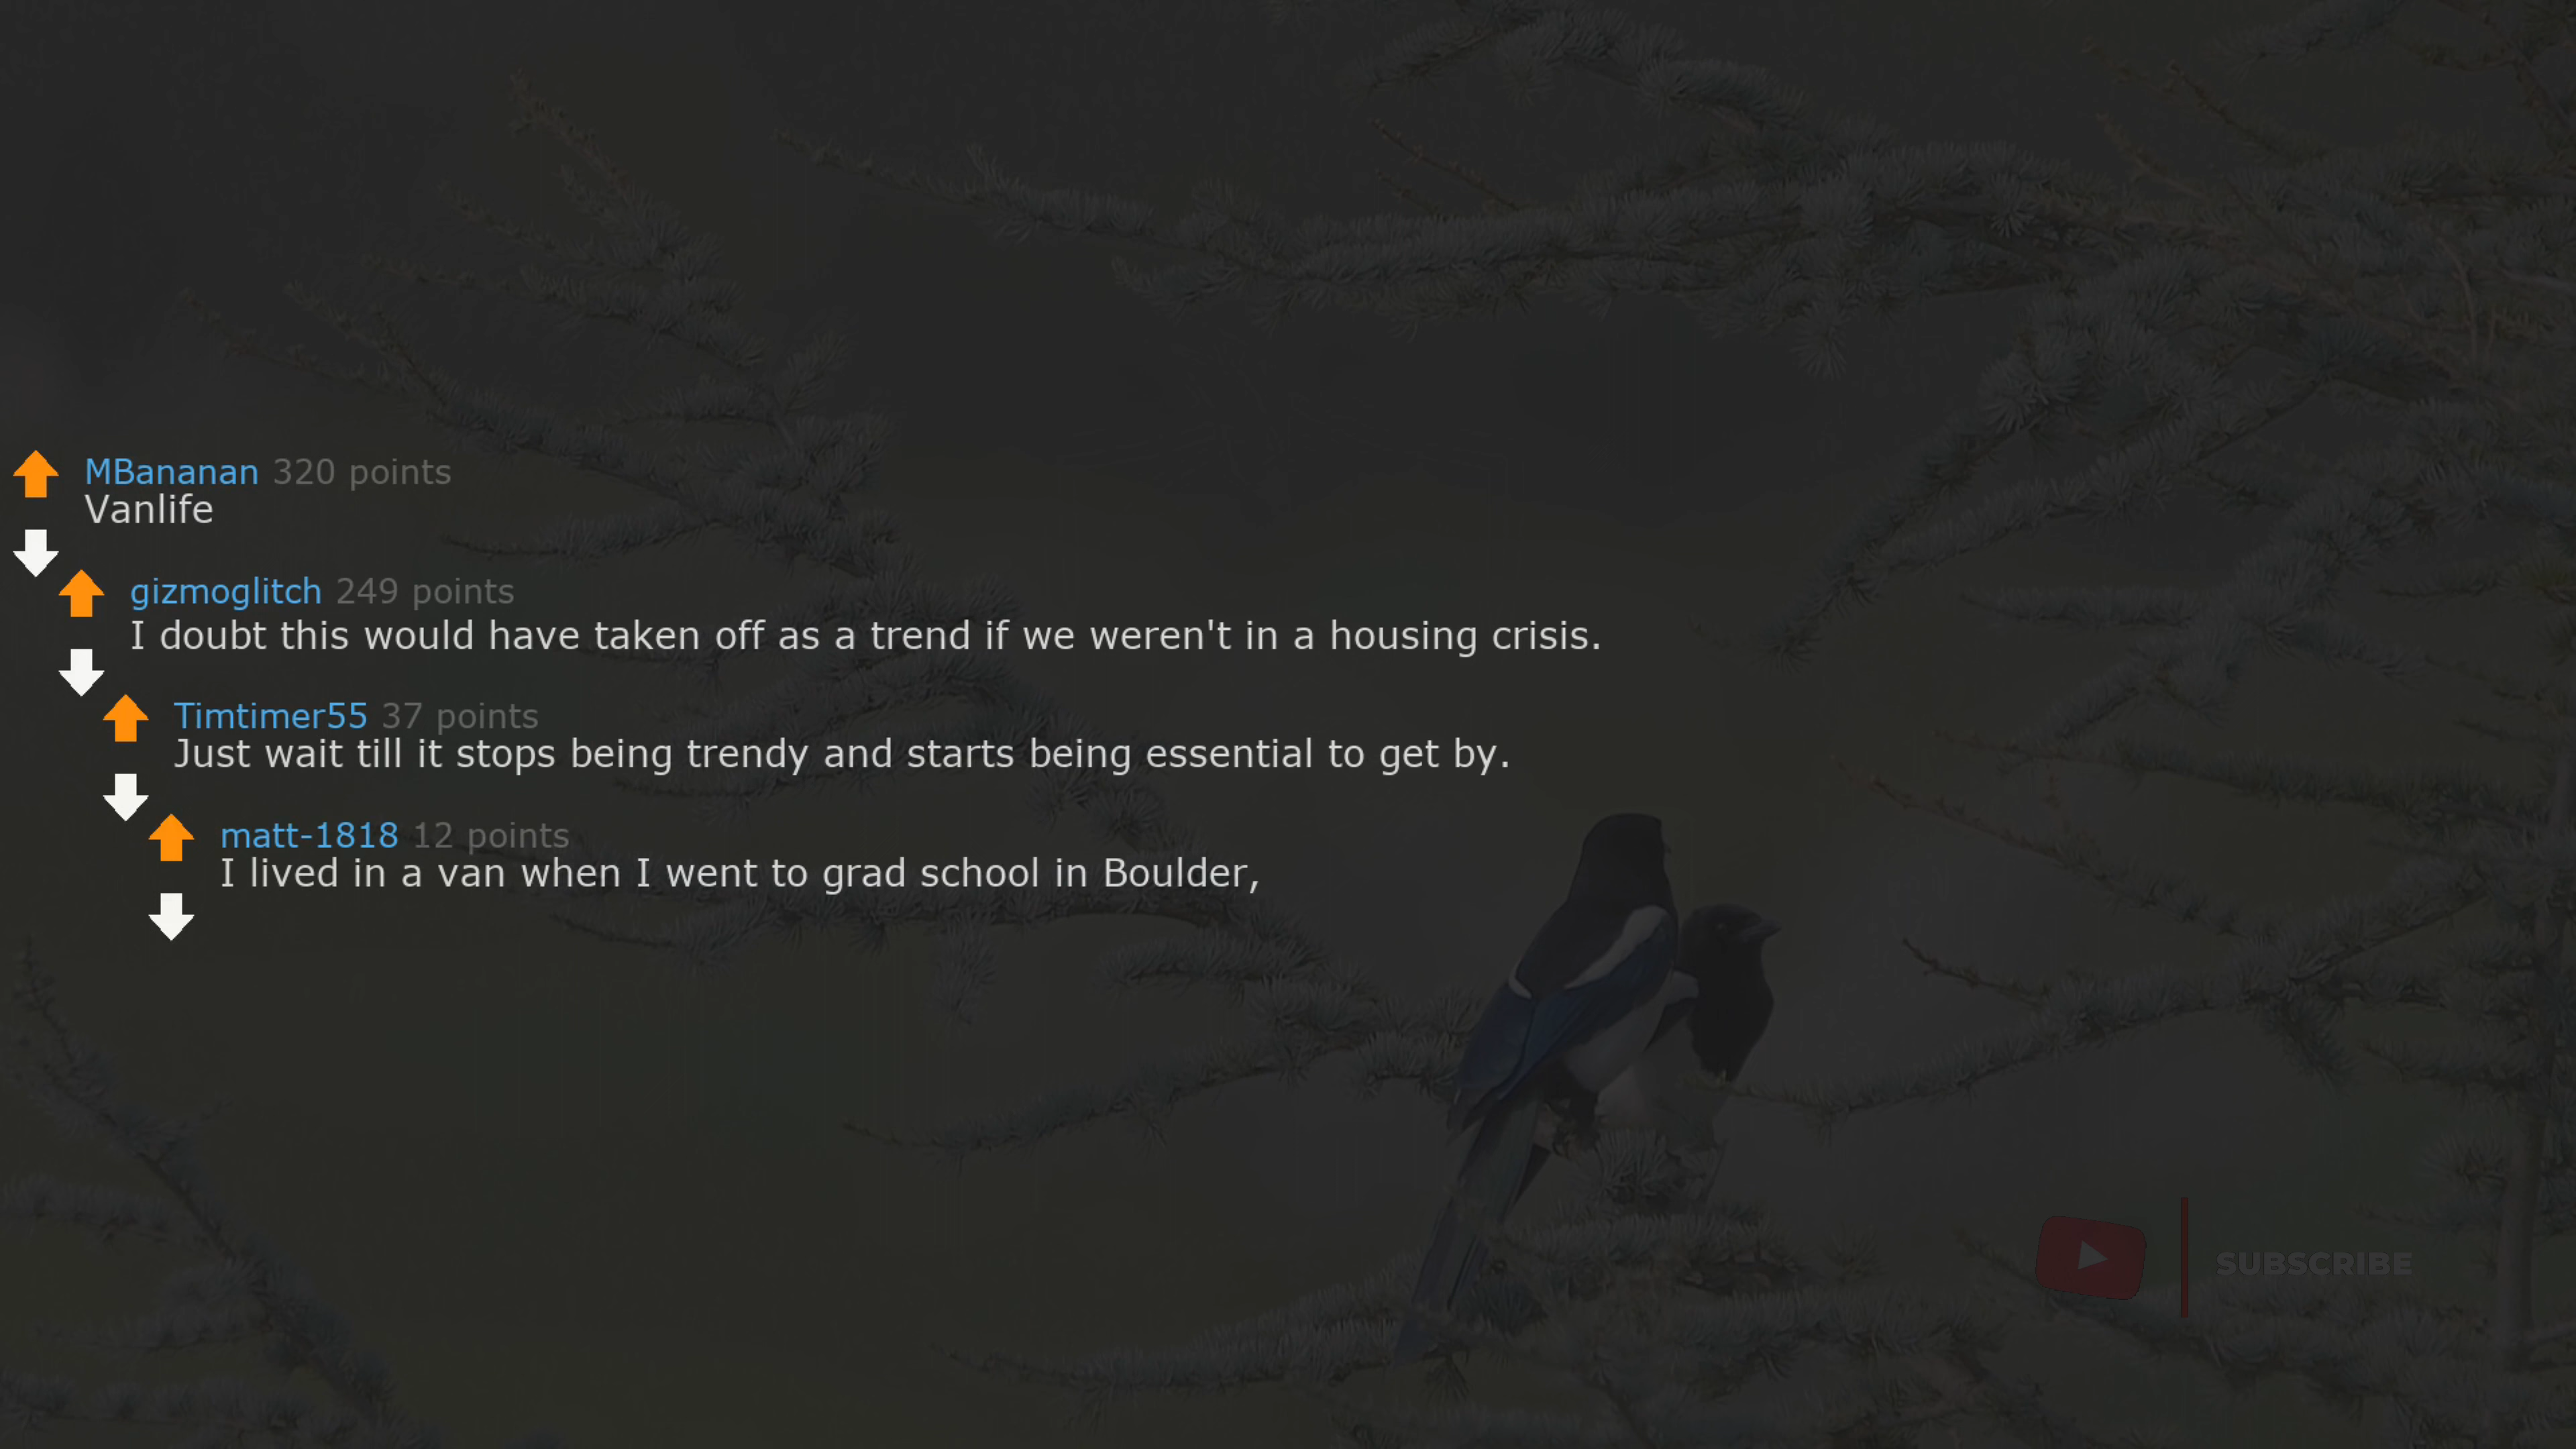 MBananan 320 points
Vanlife
gizmoglitch 249 points
I doubt this would have taken off as a trend if we weren't in a housing crisis.
Timtimer55 37 points
Just wait till it stops being trendy and starts being essential to get by.
matt-1818 12 points
I lived in a van when I went to grad school in Boulder,
SUBSCRIBE